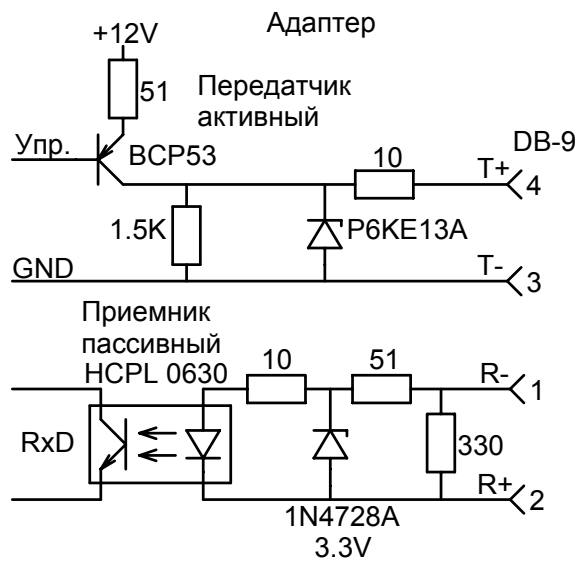 Адаптер
+12V
51
Передатчик
активный
Упр.
BCP53
10
DB-9
T+
4
1.5K
P6KE13A
GND
T-
3
Приемник
пассивный
HCPL 0630
10
51
R-
1
RxD
330
R+
2
1N4728A
3.3V